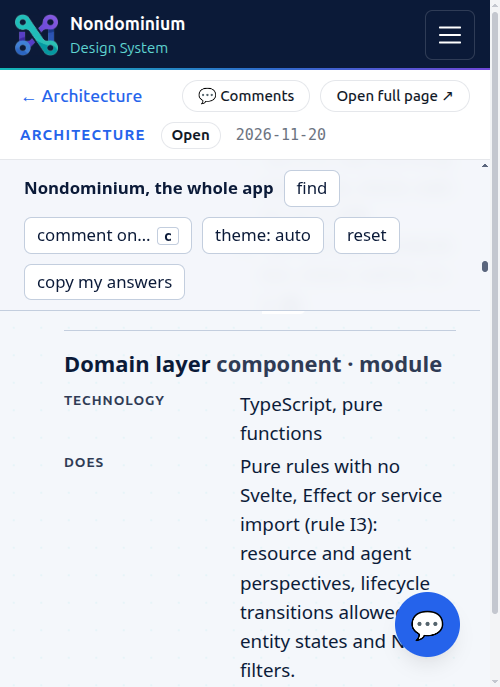 Nondominium
Design System
← Architecture
💬 Comments
Open full page ↗
ARCHITECTURE
Open
2026-11-20
Nondominium, the whole app
find
comment on... c
theme: auto
reset
copy my answers
Domain layer component · module
TECHNOLOGY
TypeScript, pure
functions
DOES
Pure rules with no
Svelte, Effect or service
import (rule I3):
resource and agent
perspectives, lifecycle
transitions
entity states and
filters.